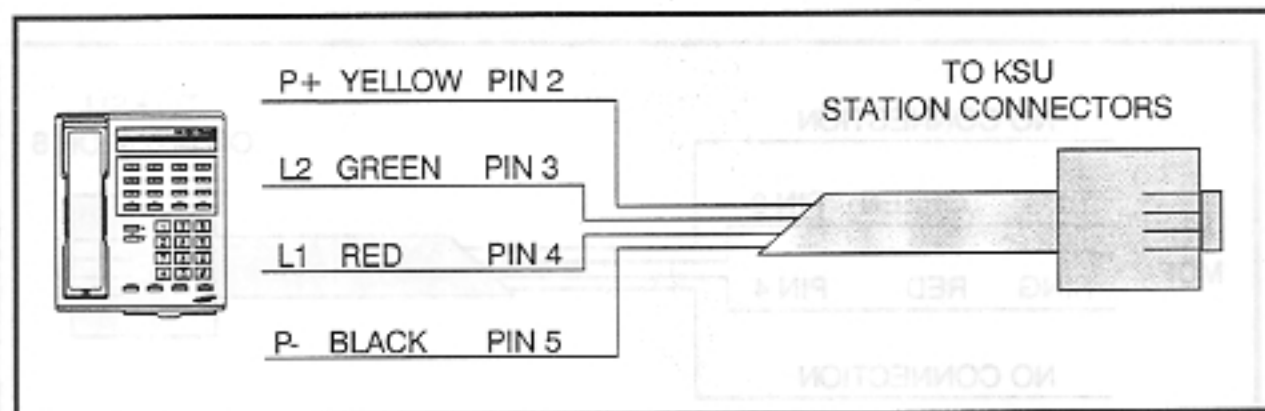 P+ YELLOW PIN 2
TO KSU
STATION CONNECTORS
L2 GREEN PIN 3
L1 RED PIN 4
P- BLACK PIN 5